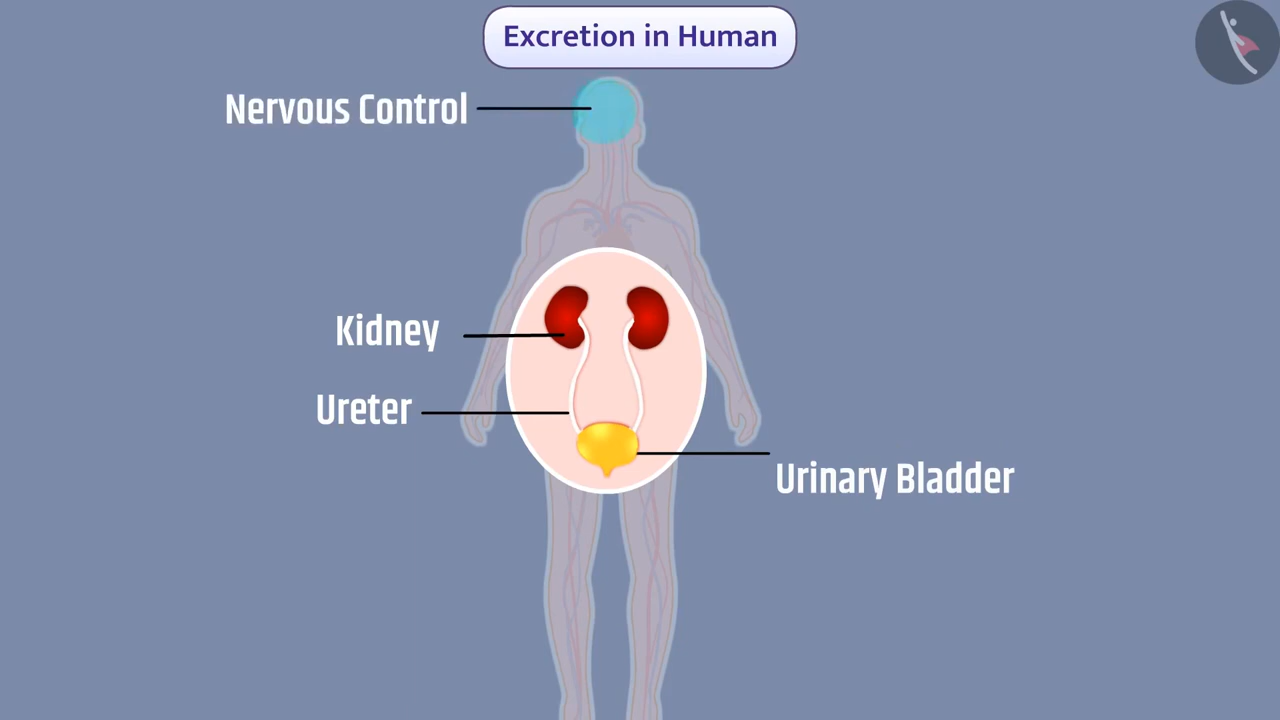 Excretion in Human
Nervous Control
Kidney
Ureter
Urinary Bladder